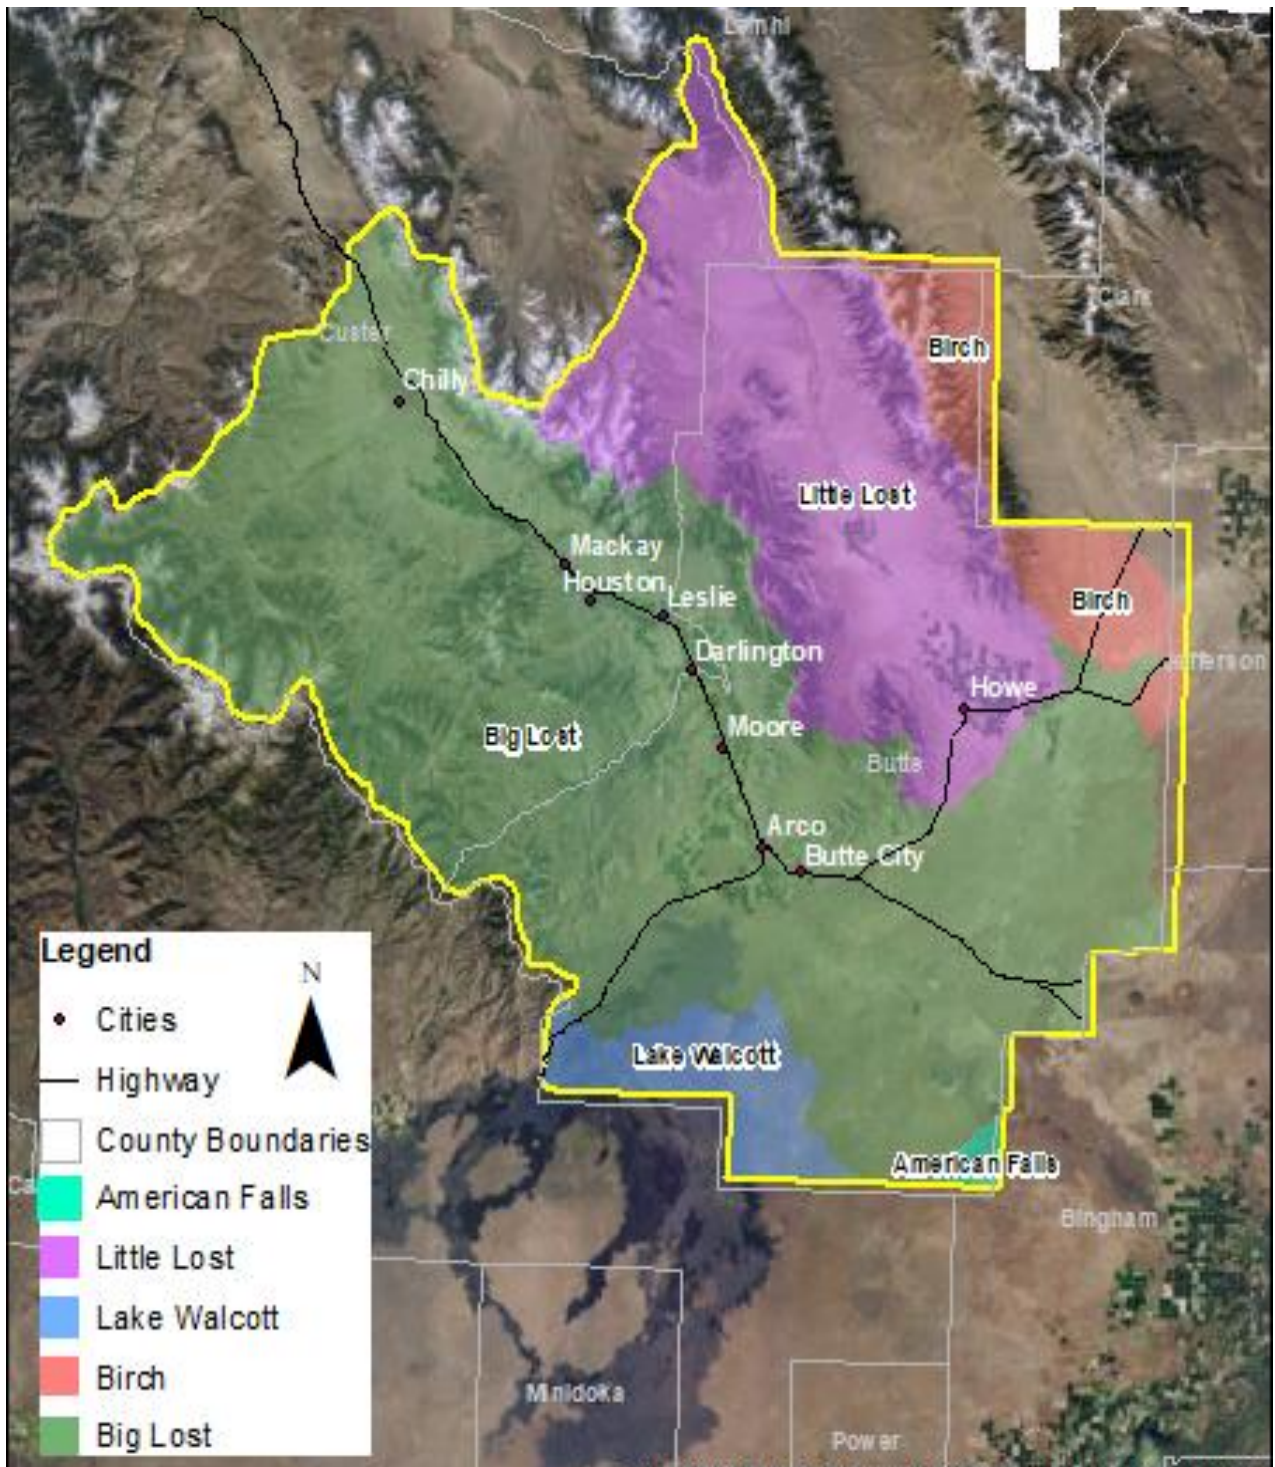 Lemhi
Clark
Custer
Birch
Chilly
Little Lost
Mackay
Houston
Leslie
Birch
Darlington
Jefferson
Howe
Moore
Big Lost
Butte
Arco
Butte City
Legend
N
Cities
Lake Walcott
Highway
County Boundaries
American Falls
American Falls
Bingham
Little Lost
Lake Walcott
Birch
Minidoka
Big Lost
Power